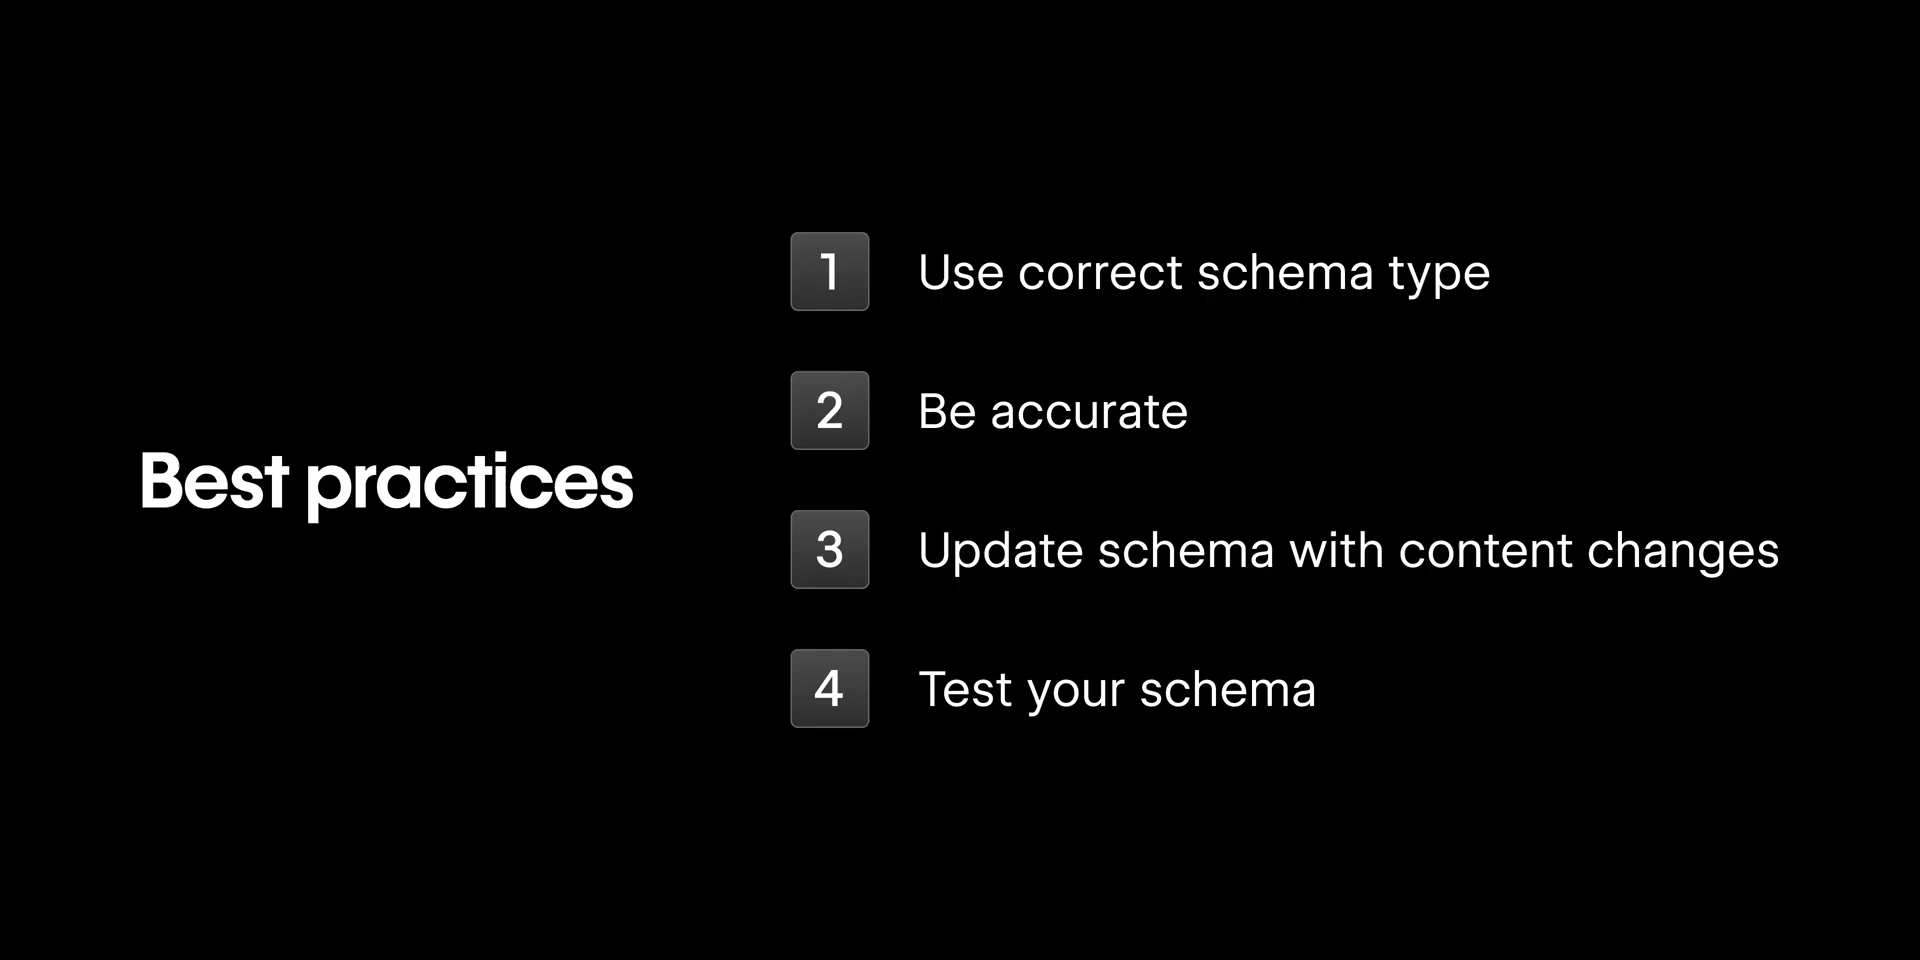 Best practices
1 Use correct schema type
2 Be accurate
3 Update schema with content changes
4 Test your schema